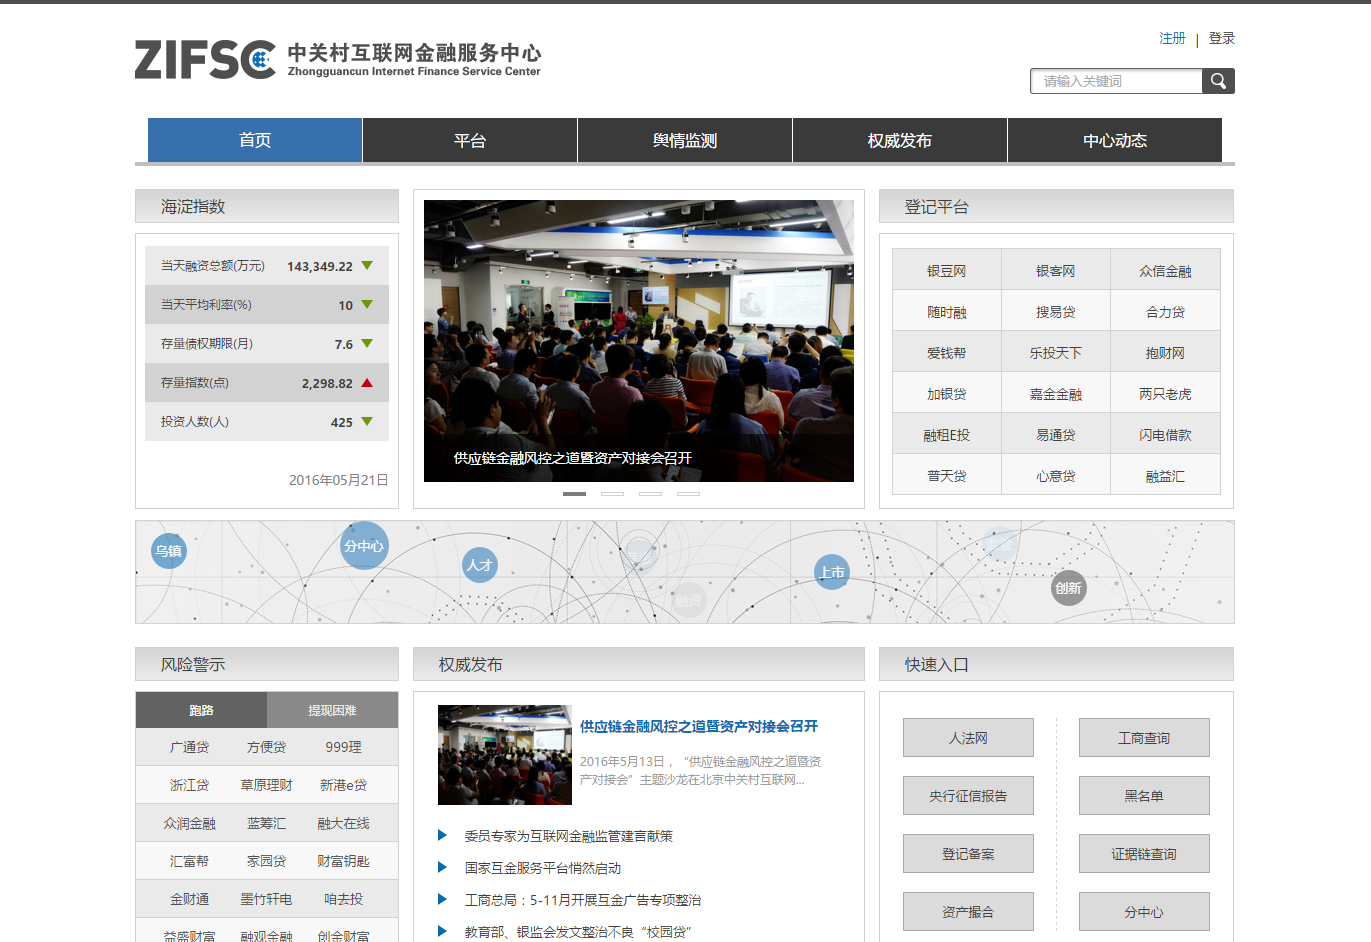 注册 | 登录
ZIFSC 中关村互联网金融服务中心
Zhongguancun Internet Finance Service Center
请输入关键词
首页 平台 舆情监测 权威发布 中心动态
海淀指数
当天融资总额(万元) 143,349.22
当天平均利率(%) 10
存量债权期限(月) 7.6
存量指数(点) 2,298.82
投资人数(人) 425
2016年05月21日
供应链金融风控之道暨资产对接会召开
登记平台
银豆网 银客网 众信金融
随时融 搜易贷 合力贷
爱钱帮 乐投天下 抱财网
加银贷 嘉金金融 两只老虎
融租E投 易通贷 闪电借款
普天贷 心意贷 融益汇
乌镇 分中心 人才 上市 创新
融资
风险警示
跑路 提现困难
广通贷 方便贷 999理
浙江贷 草原理财 新港e贷
众润金融 蓝筹汇 融大在线
汇富帮 家园贷 财富钥匙
金财通 墨竹轩电 咱去投
益盛财富 融观金融 创金财富
权威发布
供应链金融风控之道暨资产对接会召开
2016年5月13日，“供应链金融风控之道暨资
产对接会”主题沙龙在北京中关村互联网...
委员专家为互联网金融监管建言献策
国家互金服务平台悄然启动
工商总局：5-11月开展互金广告专项整治
教育部、银监会发文整治不良“校园贷”
快速入口
人法网 工商查询
央行征信报告 黑名单
登记备案 证据链查询
资产撮合 分中心